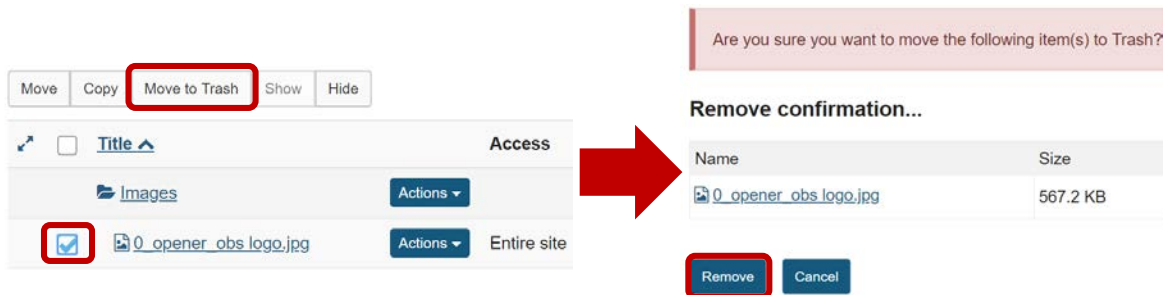 Move Copy Move to Trash Show Hide
Title Access
Images Actions
0_opener_obs logo.jpg Actions Entire site
Are you sure you want to move the following item(s) to Trash?
Remove confirmation...
Name Size
0_opener_obs logo.jpg 567.2 KB
Remove Cancel